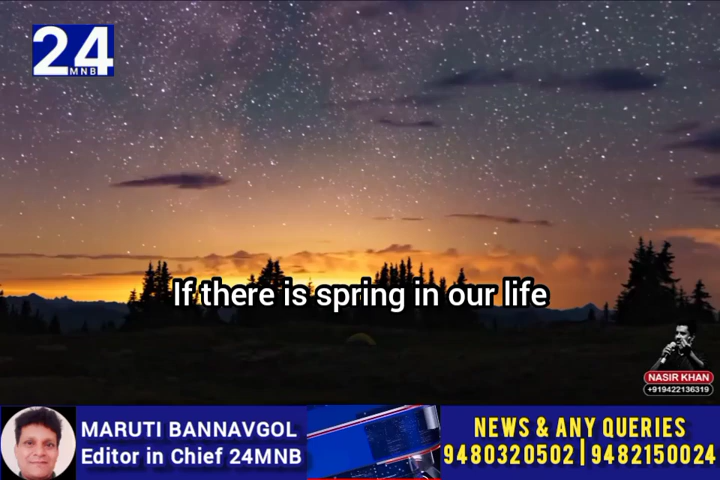 24
MNB
If there is spring in our life
NASIR KHAN
+919422136319
MARUTI BANNAVGOL
Editor in Chief 24MNB
NEWS & ANY QUERIES
9480320502 | 9482150024